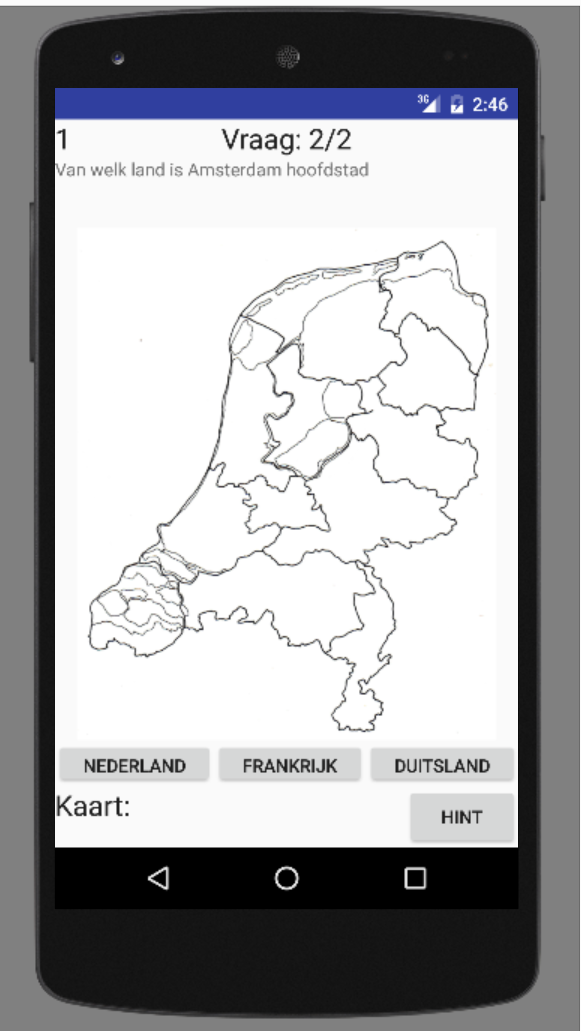 3G 2:46
1 Vraag: 2/2
Van welk land is Amsterdam hoofdstad
NEDERLAND FRANKRIJK DUITSLAND
Kaart:
HINT